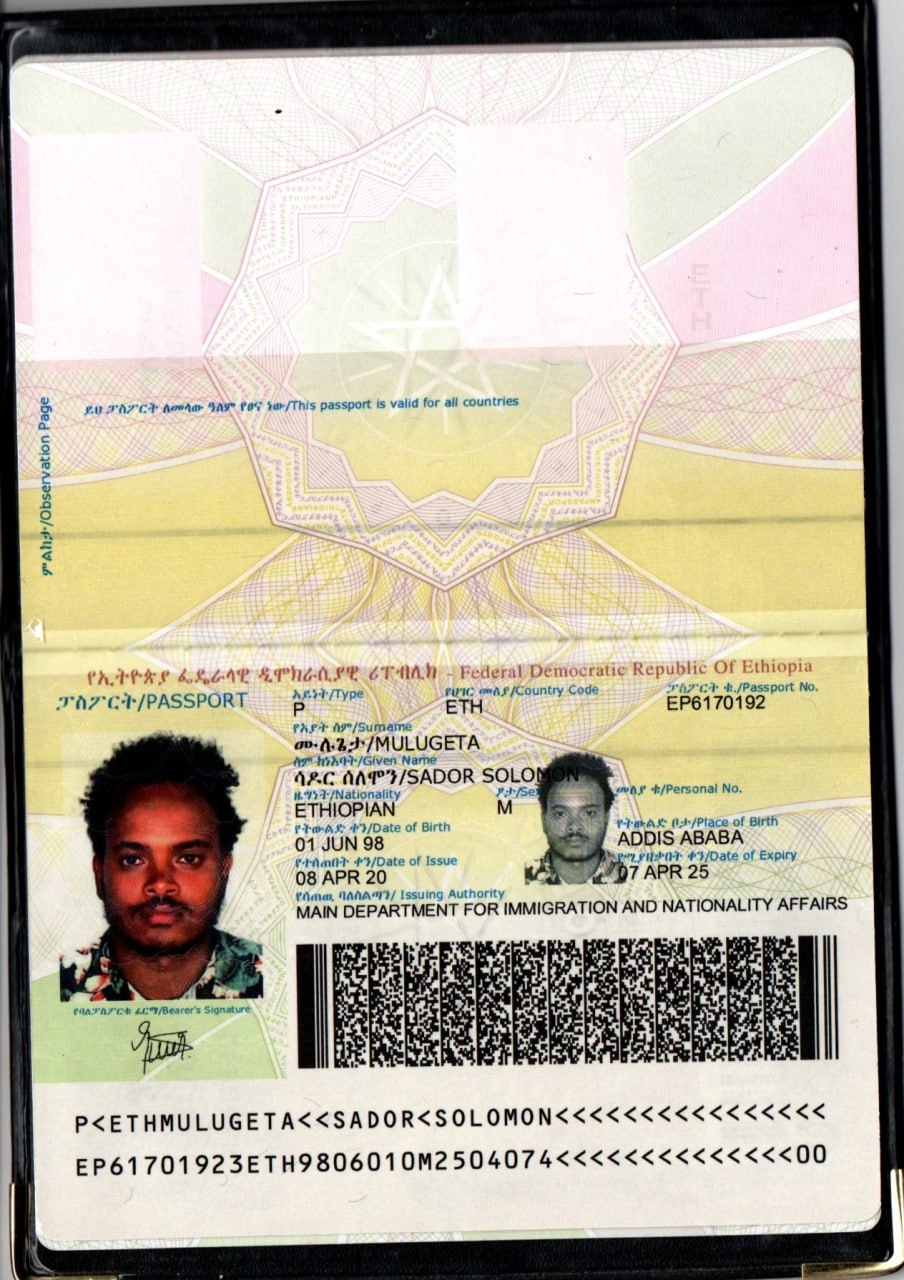 ይህ ፓስፖርት ለመላው ዓለም የፀና ነው/This passport is valid for all countries
ምልከታ/Observation Page
ETH
የኢትዮጵያ ፌዴራላዊ ዲሞክራሲያዊ ሪፐብሊክ - Federal Democratic Republic Of Ethiopia
ፓስፖርት/PASSPORT
አይነት/Type
P
የሀገር መለያ/Country Code
ETH
ፓስፖርት ቁ./Passport No.
EP6170192
የአያት ስም/Surname
ሙሉጌታ/MULUGETA
ስም ከነአባት/Given Name
ሳዶር ሰለሞን/SADOR SOLOMON
ዜግነት/Nationality
ETHIOPIAN
ፆታ/Sex
M
መለያ ቁ/Personal No.
የትውልድ ቀን/Date of Birth
01 JUN 98
የትውልድ ቦታ/Place of Birth
ADDIS ABABA
የተሰጠበት ቀን/Date of Issue
08 APR 20
የሚያበቃበት ቀን/Date of Expiry
07 APR 25
የሰጠዉ ባለስልጣን/ Issuing Authority
MAIN DEPARTMENT FOR IMMIGRATION AND NATIONALITY AFFAIRS
የባለፓስፖርቱ ፊርማ/Bearer's Signature
P<ETHMULUGETA<<SADOR<SOLOMON<<<<<<<<<<<<<<<<
EP61701923ETH9806010M2504074<<<<<<<<<<<<<<00